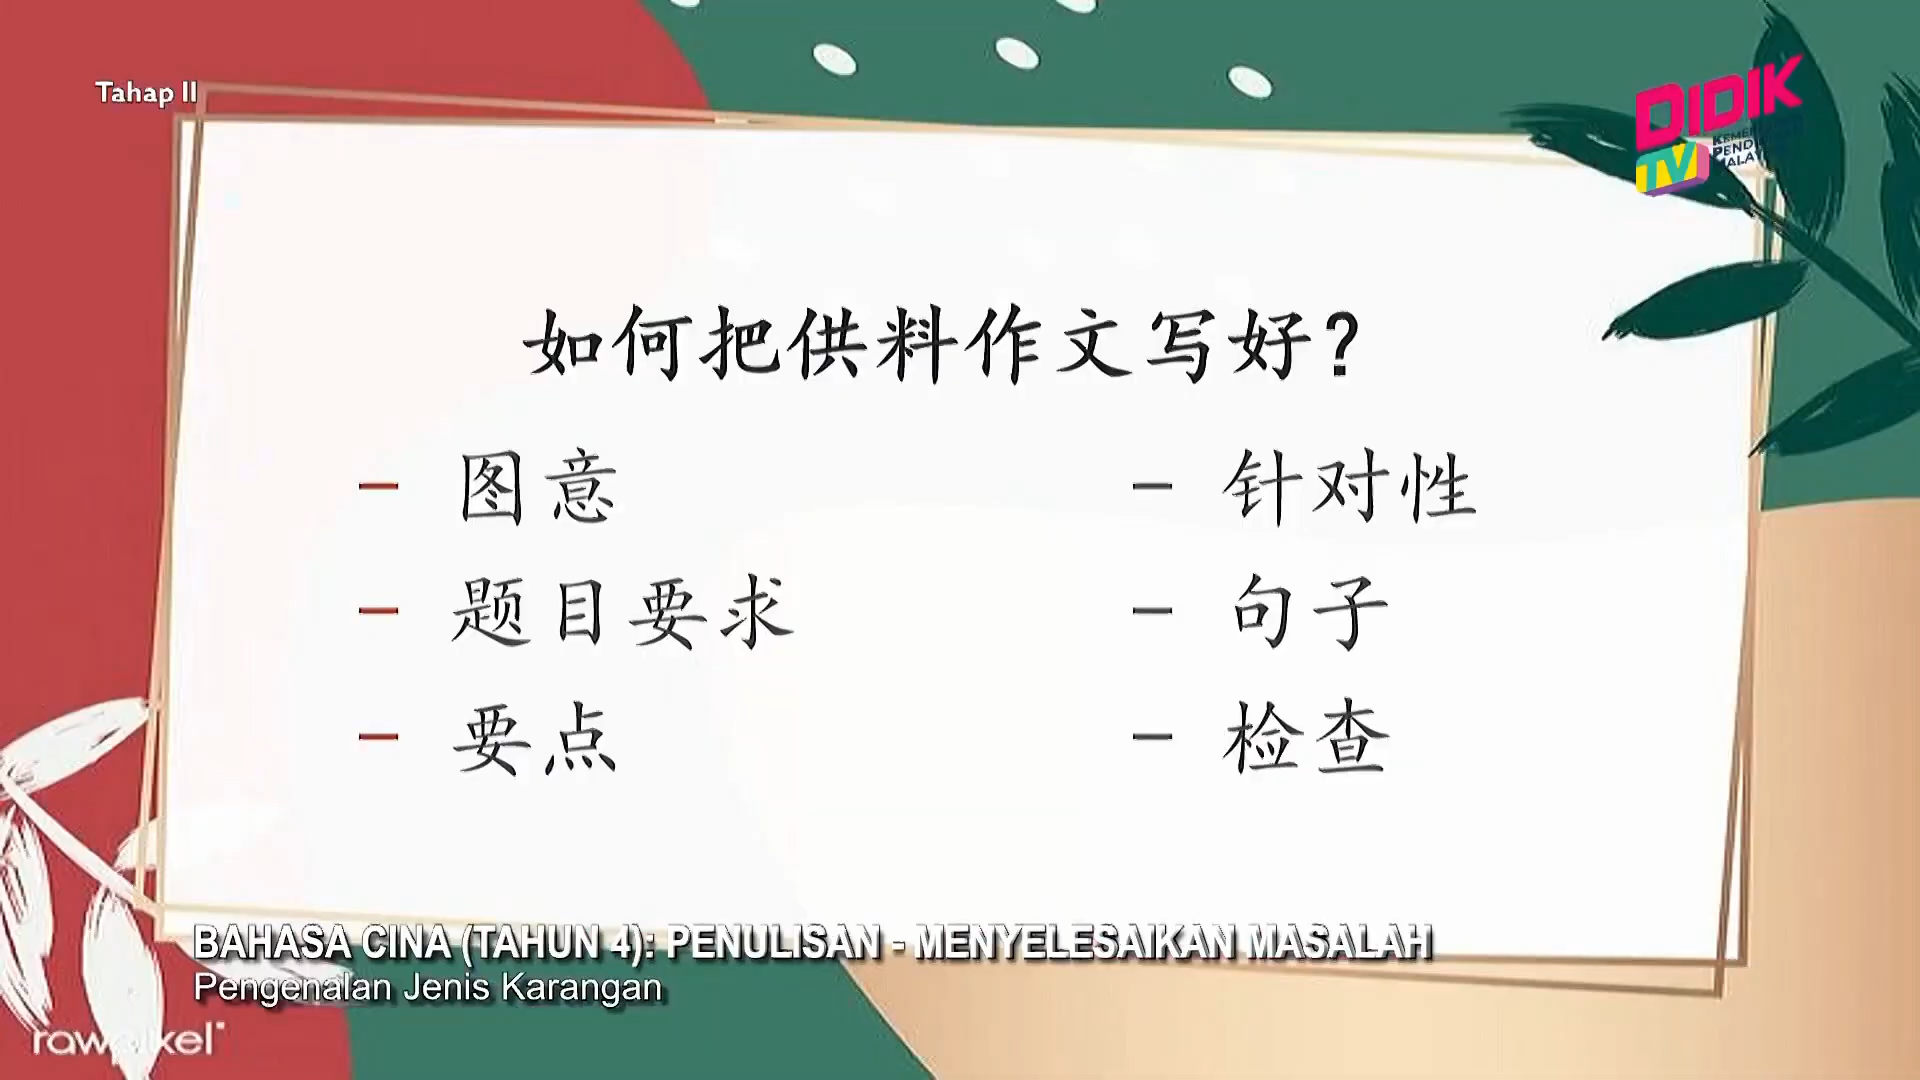 Tahap II
DIDIK
TV
如何把供料作文写好?
- 图意
- 题目要求
- 要点
- 针对性
- 句子
- 检查
BAHASA CINA (TAHUN 4): PENULISAN - MENYELESAIKAN MASALAH
Pengenalan Jenis Karangan